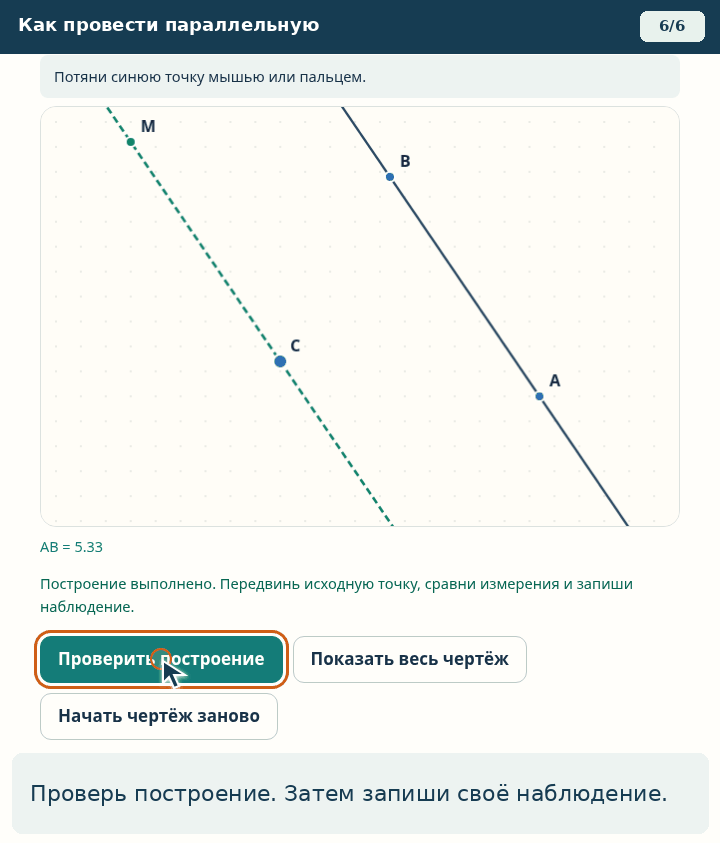 Как провести параллельную
6/6
Потяни синюю точку мышью или пальцем.
M
B
C
A
AB = 5.33
Построение выполнено. Передвинь исходную точку, сравни измерения и запиши
наблюдение.
Проверить построение
Показать весь чертёж
Начать чертёж заново
Проверь построение. Затем запиши своё наблюдение.